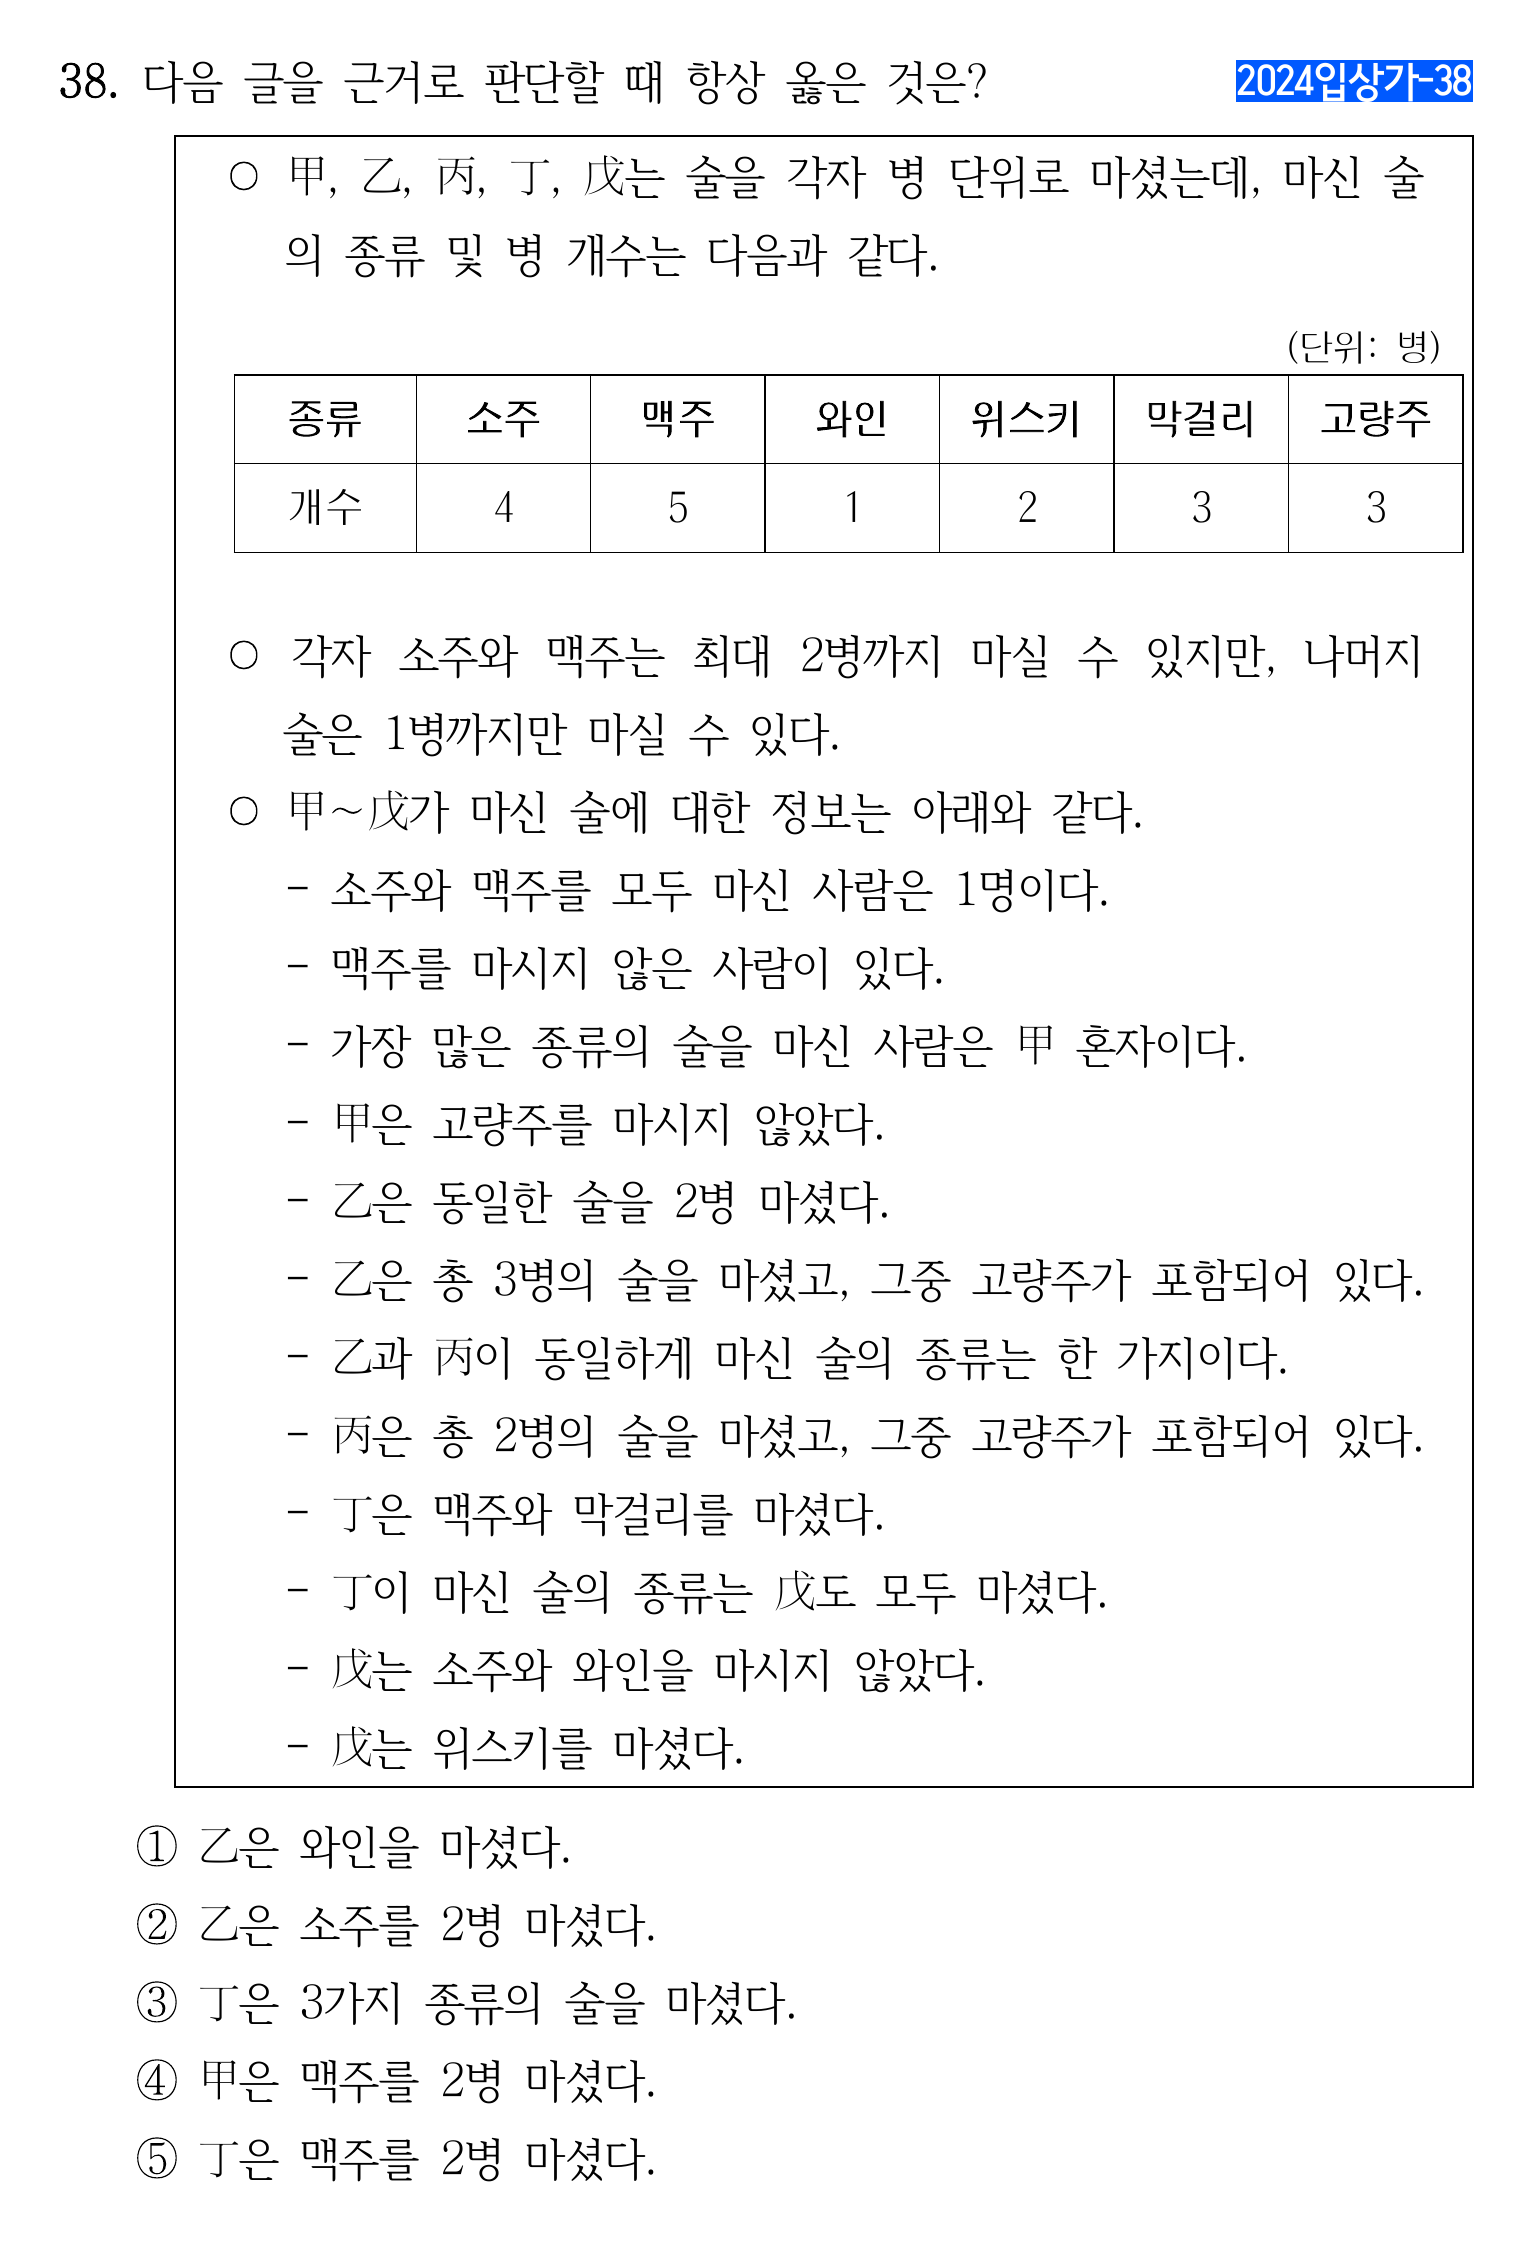 38. 다음 글을 근거로 판단할 때 항상 옳은 것은?
2024입상가-38
○ 甲, 乙, 丙, 丁, 戊는 술을 각자 병 단위로 마셨는데, 마신 술
의 종류 및 병 개수는 다음과 같다.
(단위: 병)
종류 소주 맥주 와인 위스키 막걸리 고량주
개수 4 5 1 2 3 3
○ 각자 소주와 맥주는 최대 2병까지 마실 수 있지만, 나머지
술은 1병까지만 마실 수 있다.
○ 甲~戊가 마신 술에 대한 정보는 아래와 같다.
- 소주와 맥주를 모두 마신 사람은 1명이다.
- 맥주를 마시지 않은 사람이 있다.
- 가장 많은 종류의 술을 마신 사람은 甲 혼자이다.
- 甲은 고량주를 마시지 않았다.
- 乙은 동일한 술을 2병 마셨다.
- 乙은 총 3병의 술을 마셨고, 그중 고량주가 포함되어 있다.
- 乙과 丙이 동일하게 마신 술의 종류는 한 가지이다.
- 丙은 총 2병의 술을 마셨고, 그중 고량주가 포함되어 있다.
- 丁은 맥주와 막걸리를 마셨다.
- 丁이 마신 술의 종류는 戊도 모두 마셨다.
- 戊는 소주와 와인을 마시지 않았다.
- 戊는 위스키를 마셨다.
① 乙은 와인을 마셨다.
② 乙은 소주를 2병 마셨다.
③ 丁은 3가지 종류의 술을 마셨다.
④ 甲은 맥주를 2병 마셨다.
⑤ 丁은 맥주를 2병 마셨다.